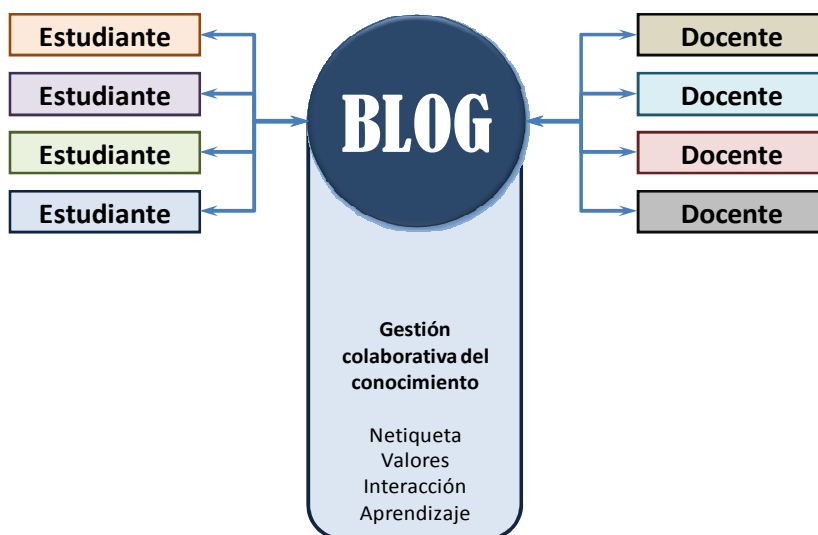 Estudiante
Estudiante
Estudiante
Estudiante
BLOG
Docente
Docente
Docente
Docente
Gestión
colaborativa del
conocimiento
Netiqueta
Valores
Interacción
Aprendizaje